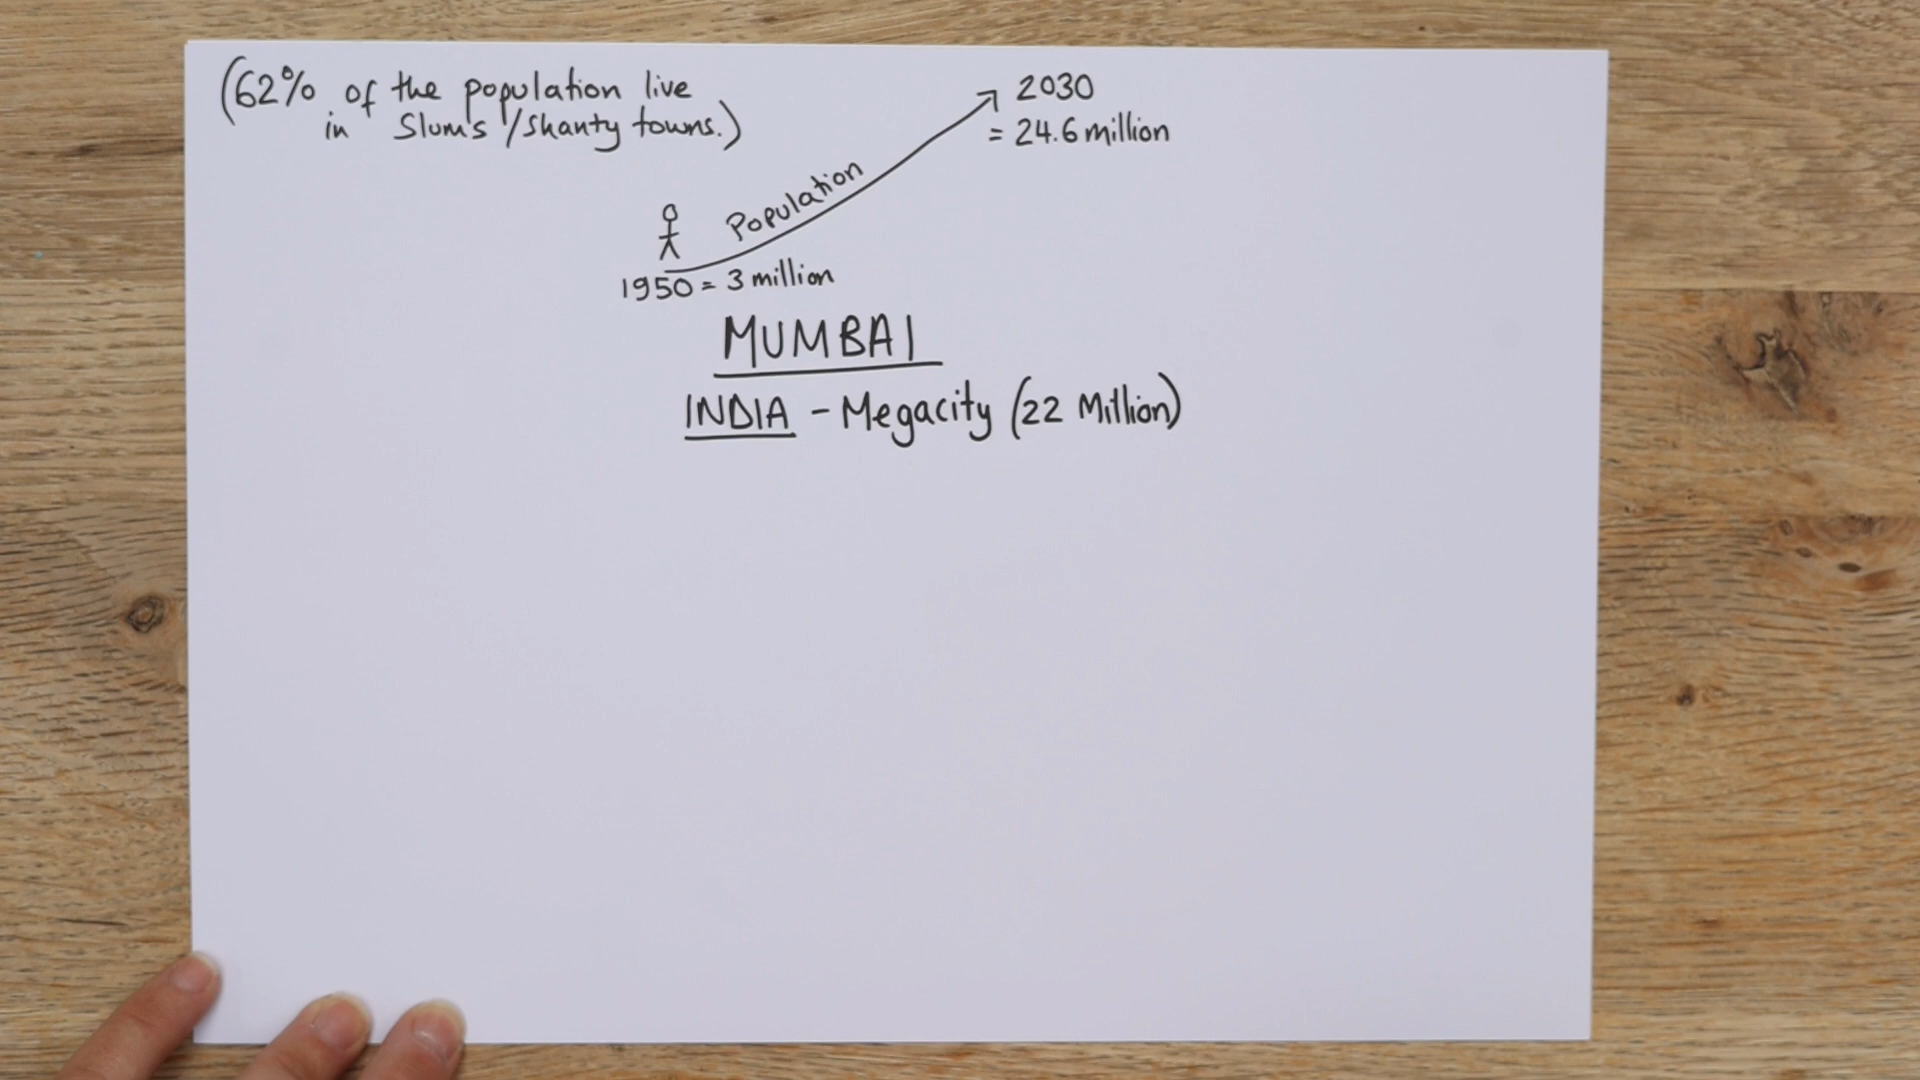 (62% of the population live
in Slums/Shanty towns.)
2030
= 24.6 million
Population
1950 = 3 million
MUMBAI
INDIA - Megacity (22 Million)